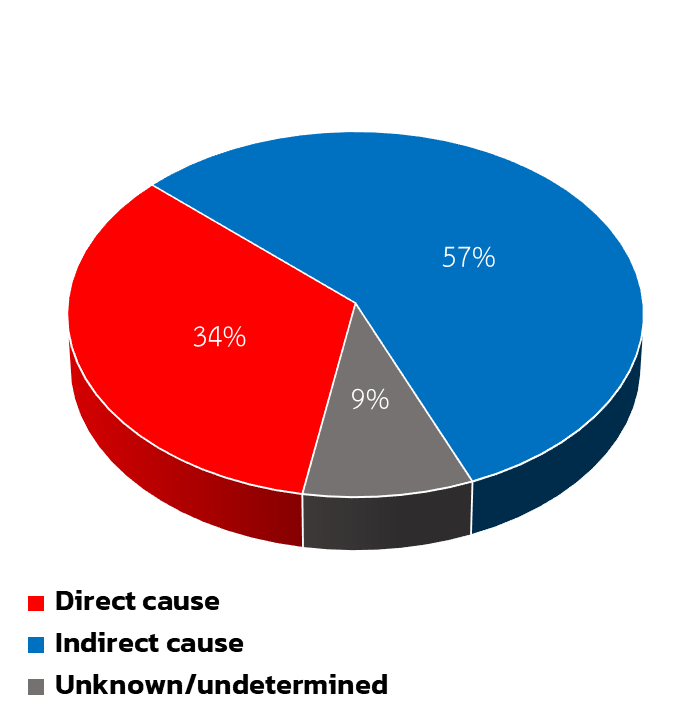 57%
34%
9%
Direct cause
Indirect cause
Unknown/undetermined